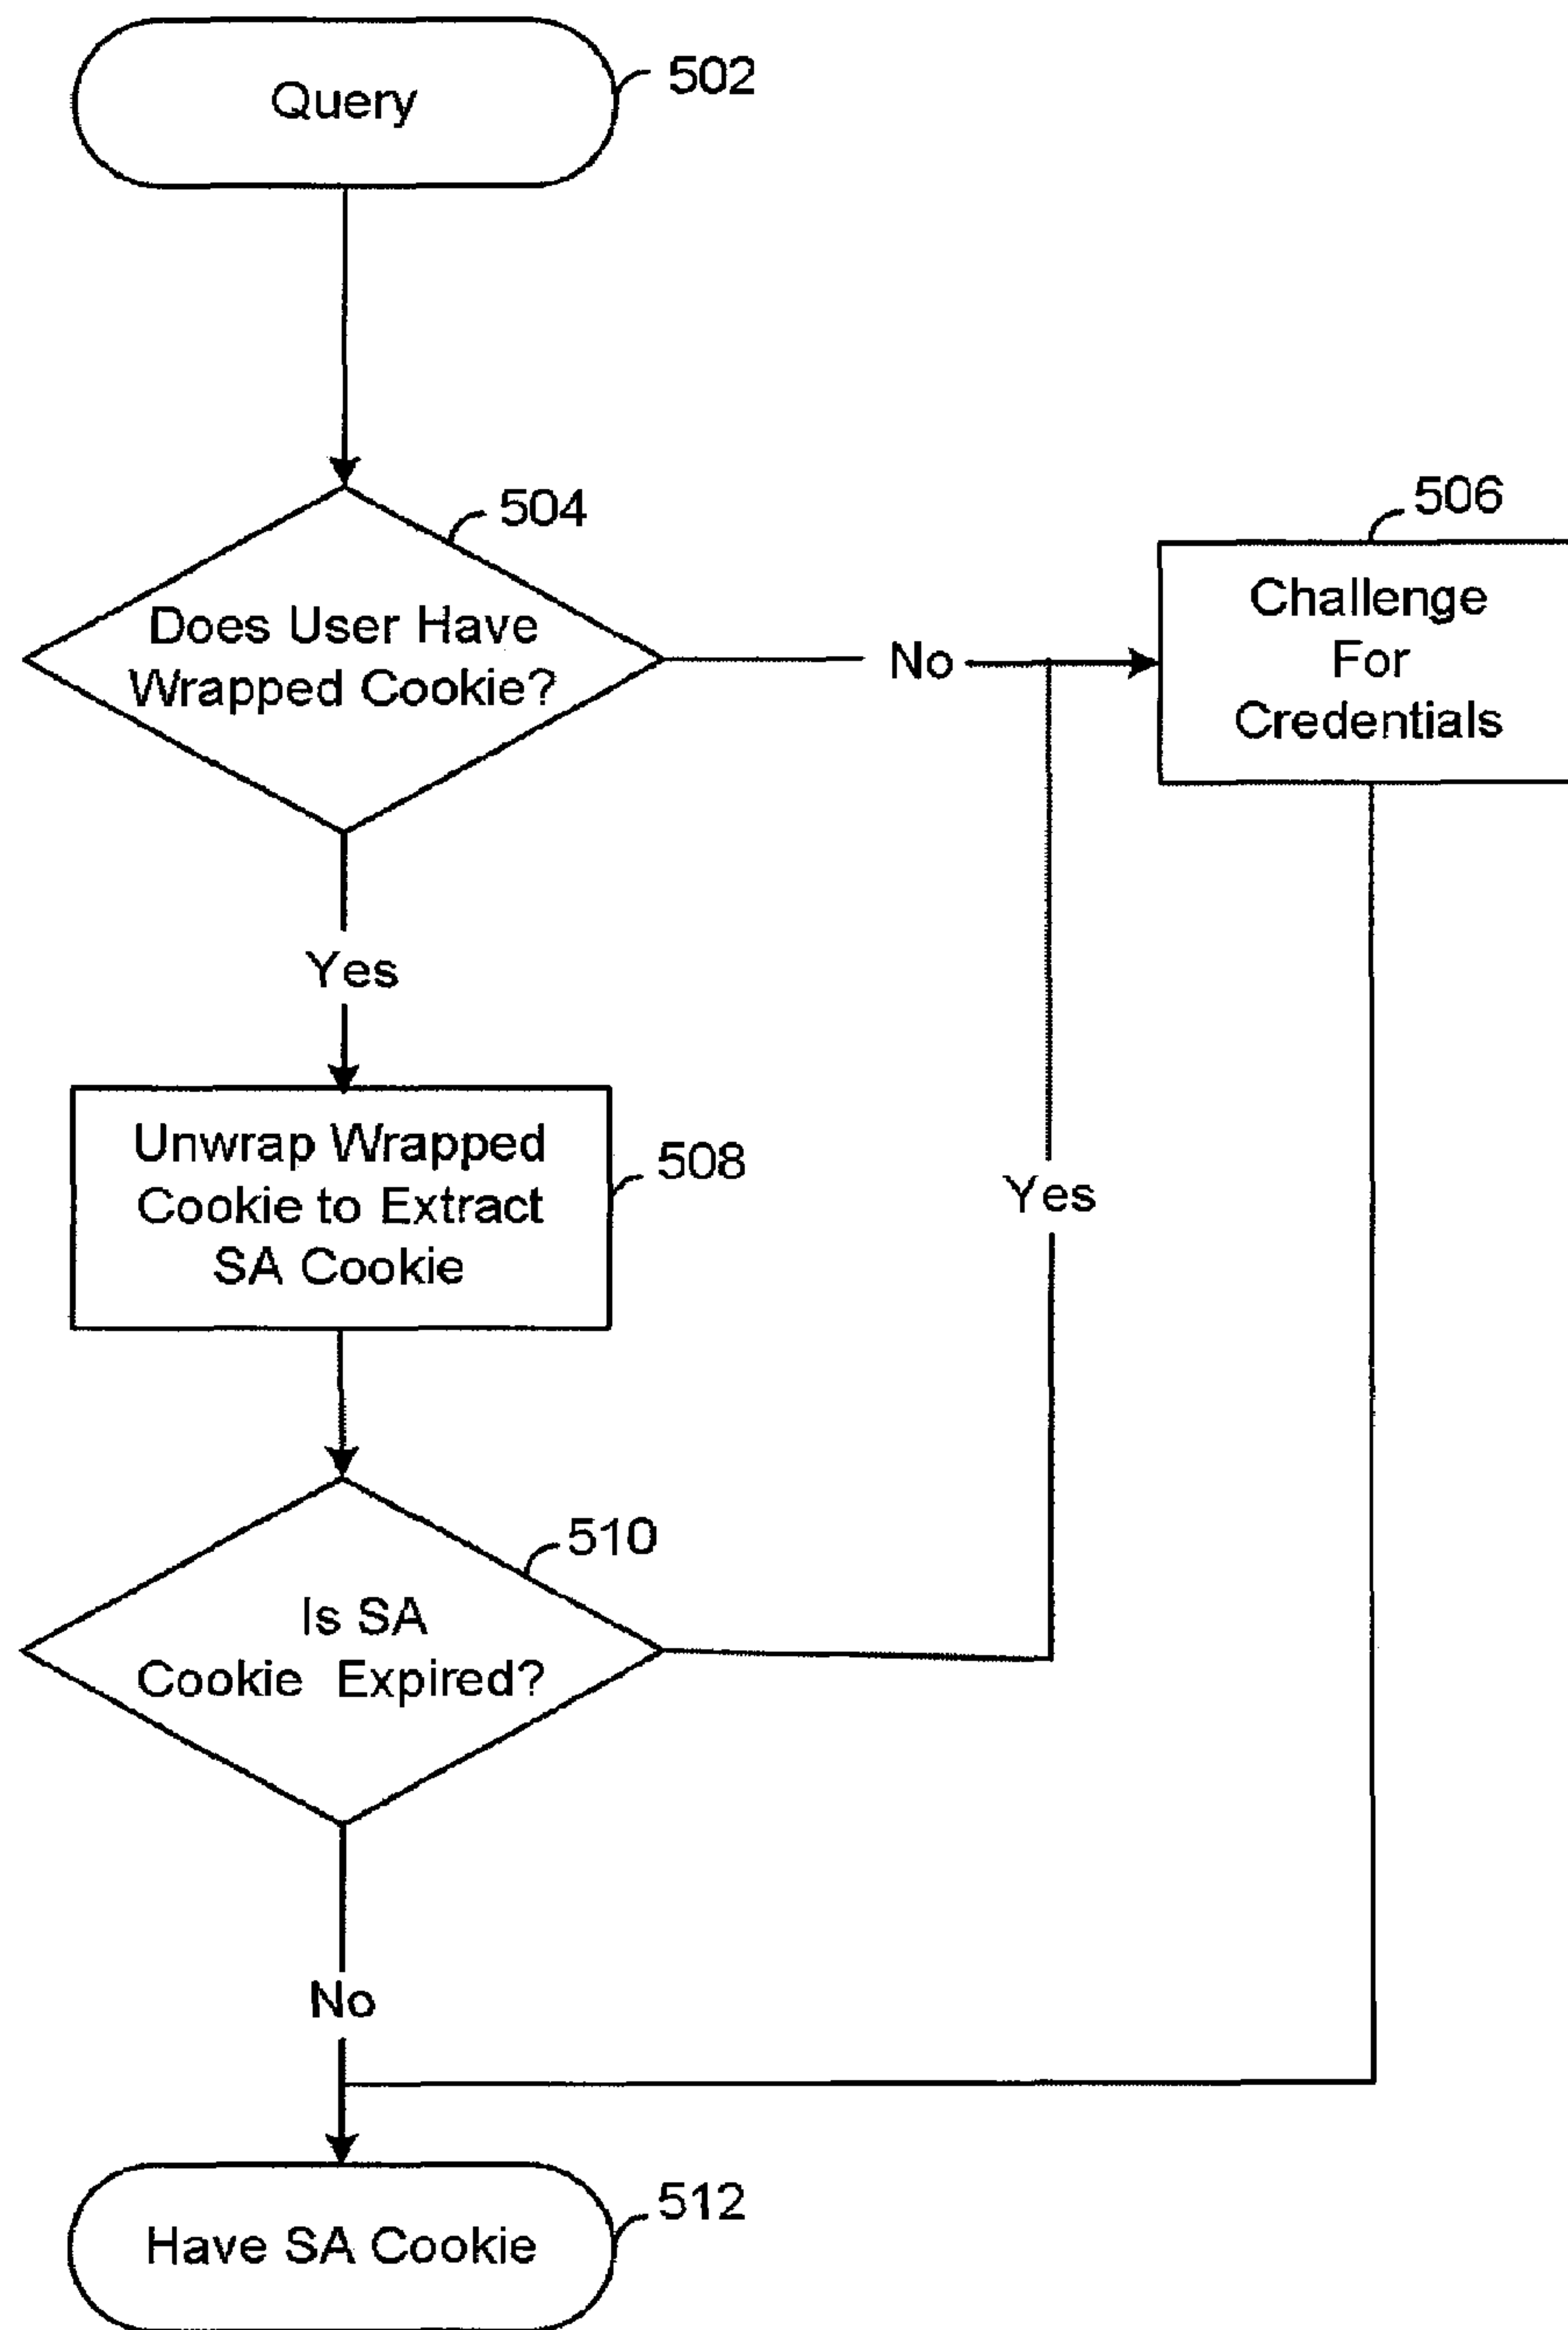 Query
502
504
Does User Have
Wrapped Cookie?
No
506
Challenge
For
Credentials
Yes
Unwrap Wrapped
Cookie to Extract
SA Cookie
508
Yes
510
Is SA
Cookie Expired?
No
Have SA Cookie
512